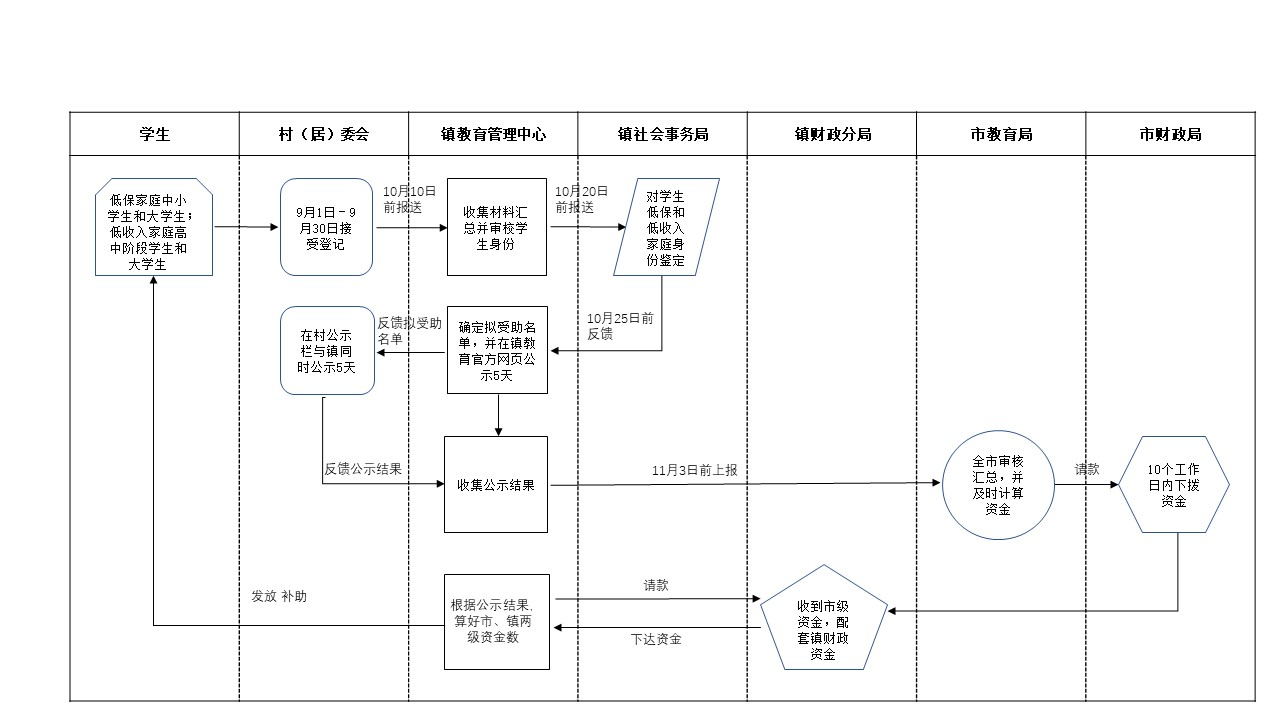 学生
村（居）委会
镇教育管理中心
镇社会事务局
镇财政分局
市教育局
市财政局
低保家庭中小
学生和大学生；
低收入家庭高
中阶段学生和
大学生
9月1日－9
月30日接
受登记
10月10日
前报送
收集材料汇
总并审核学
生身份
10月20日
前报送
对学生
低保和
低收入
家庭身
份鉴定
10月25日前
反馈
确定拟受助名
单，并在镇教
育官方网页公
示5天
反馈拟受助
名单
在村公示
栏与镇同
时公示5天
反馈公示结果
收集公示结果
11月3日前上报
全市审核
汇总，并
及时计算
资金
请款
10个工作
日内下拨
资金
收到市级
资金，配
套镇财政
资金
请款
下达资金
根据公示结果，
算好市、镇两
级资金数
发放 补助